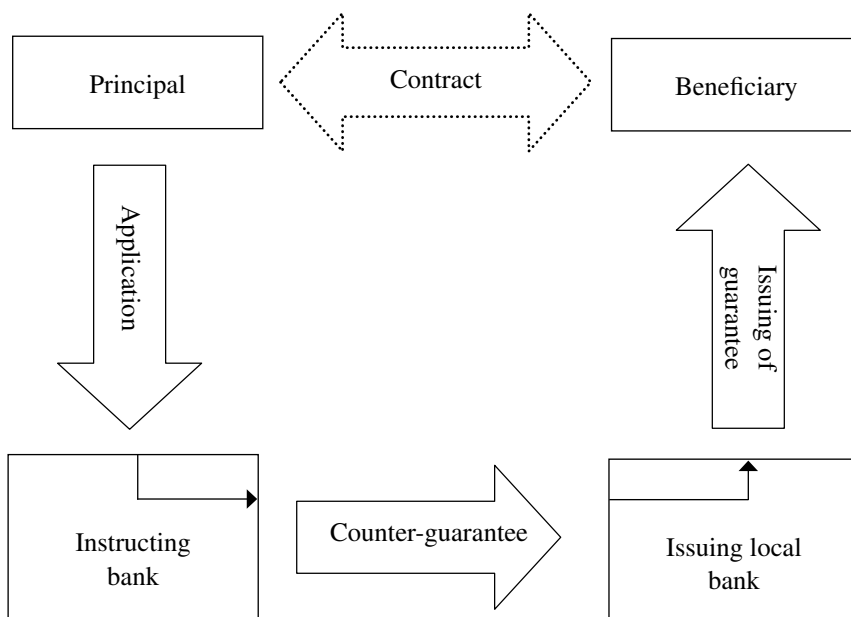 Principal
Contract
Beneficiary
Application
Issuing of
guarantee
Instructing
bank
Counter-guarantee
Issuing local
bank